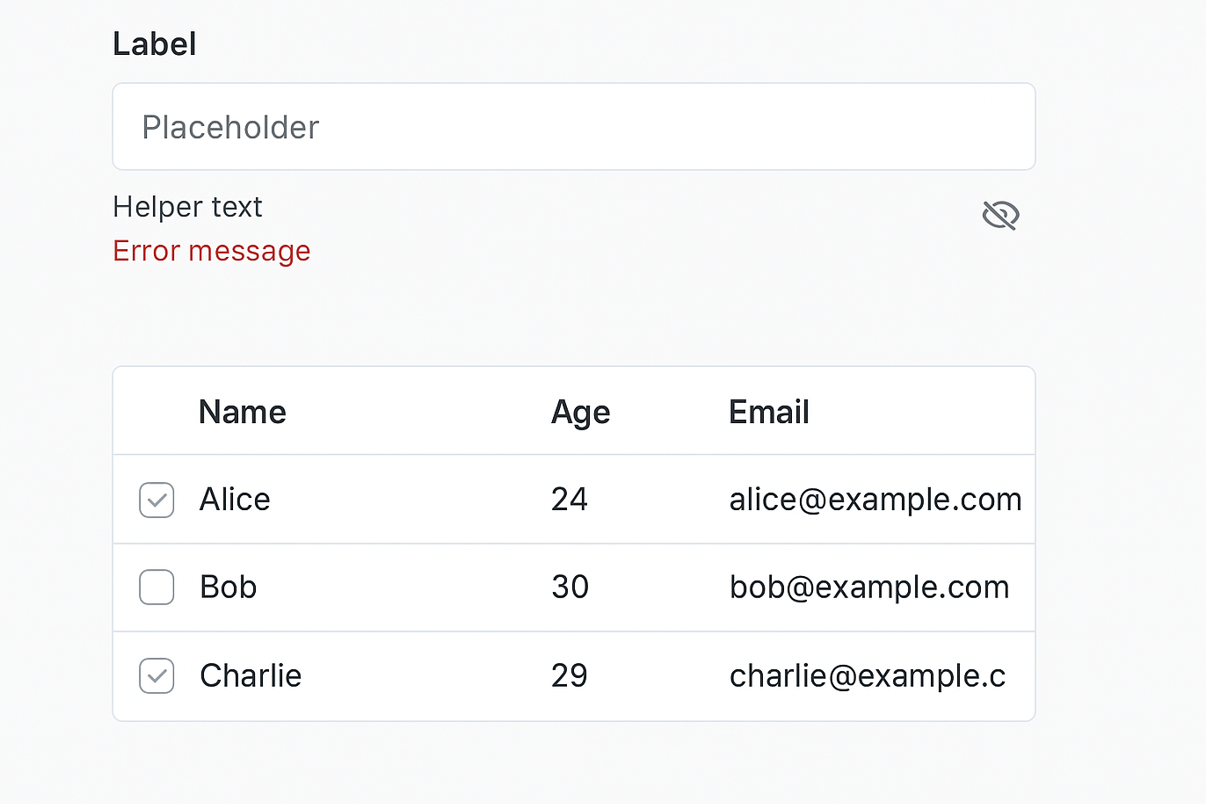 Label
Placeholder
Helper text
Error message
Name Age Email
Alice 24 alice@example.com
Bob 30 bob@example.com
Charlie 29 charlie@example.c